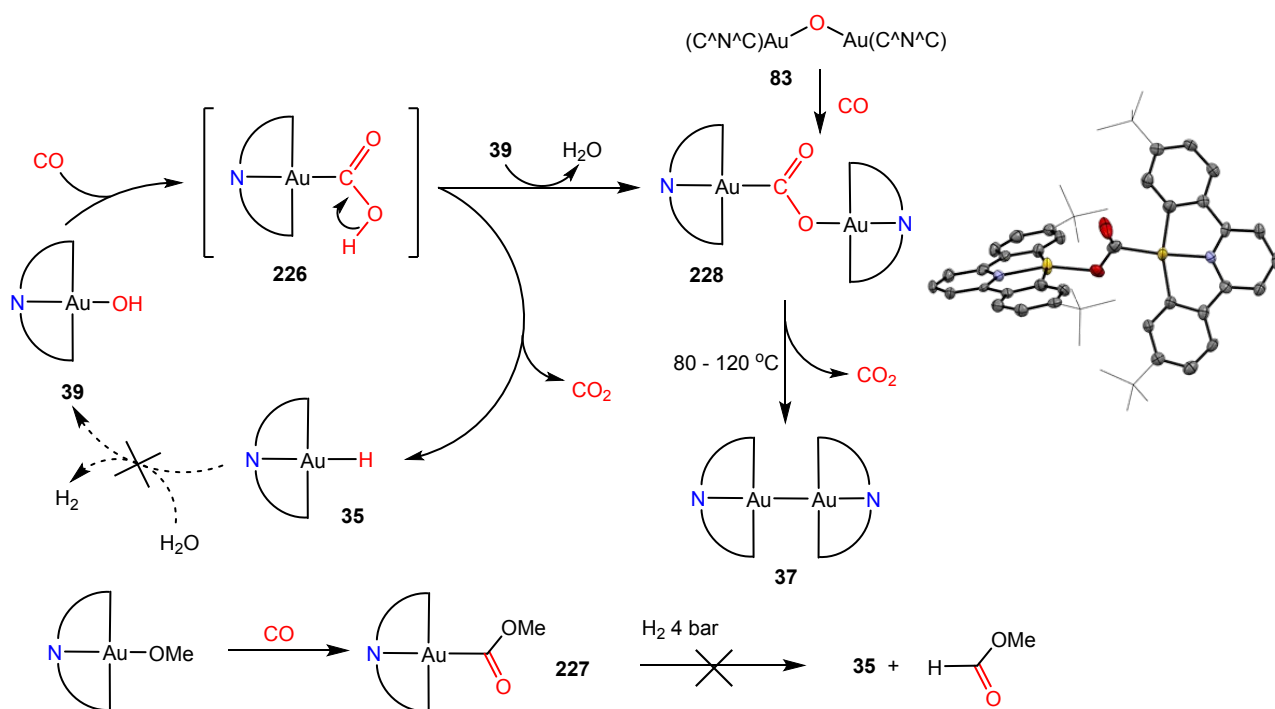 (C^N^C)Au O Au(C^N^C)
83
CO
CO
N Au C O O H
226
39 H2O
N Au C O O Au N
228
N Au OH
39
80 - 120 oC
CO2
CO2
H2
H2O
N Au H
35
N Au Au N
37
N Au OMe
CO
N Au OMe O
227
H2 4 bar
35 + H OMe O